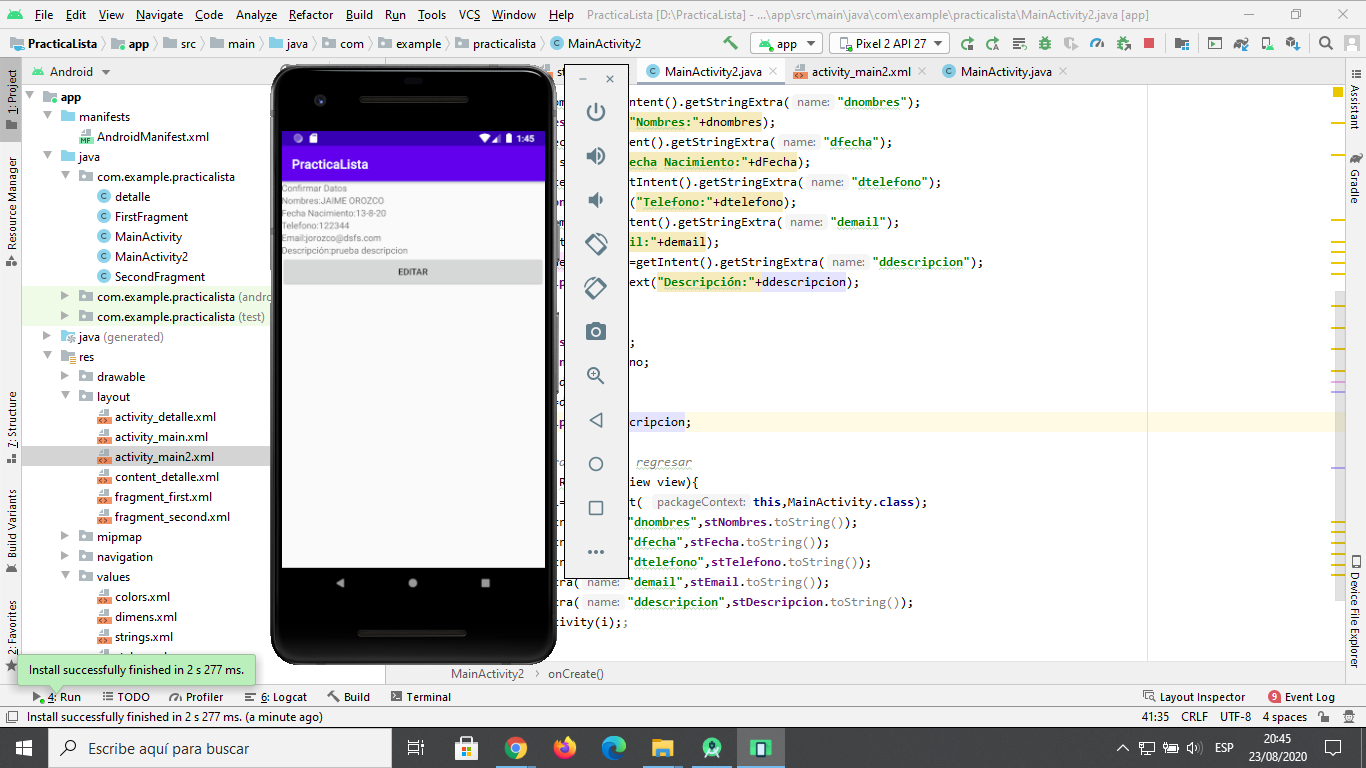 File Edit View Navigate Code Analyze Refactor Build Run Tools VCS Window Help PracticaLista [D:\PracticaLista] - ...\app\src\main\java\com\example\practicalista\MainActivity2.java [app]
PracticaLista app src main java com example practicalista MainActivity2 app Pixel 2 API 27
Android MainActivity2.java activity_main2.xml MainActivity.java
1: Project
Resource Manager
7: Structure
Build Variants
2: Favorites
app
manifests
AndroidManifest.xml
java
com.example.practicalista
detalle
FirstFragment
MainActivity
MainActivity2
SecondFragment
com.example.practicalista (andro
com.example.practicalista (test)
java (generated)
res
drawable
layout
activity_detalle.xml
activity_main.xml
activity_main2.xml
content_detalle.xml
fragment_first.xml
fragment_second.xml
mipmap
navigation
values
colors.xml
dimens.xml
strings.xml
Install successfully finished in 2 s 277 ms.
1:45
PracticaLista
Confirmar Datos
Nombres:JAIME OROZCO
Fecha Nacimiento:13-8-20
Telefono:122344
Email:jorozco@dsfs.com
Descripción:prueba descripcion
EDITAR
ntent().getStringExtra( name: "dnombres");
"Nombres:"+dnombres);
ent().getStringExtra( name: "dfecha");
echa Nacimiento:"+dFecha);
tIntent().getStringExtra( name: "dtelefono");
("Telefono:"+dtelefono);
ntent().getStringExtra( name: "demail");
il:"+demail);
=getIntent().getStringExtra( name: "ddescripcion");
ext("Descripción:"+ddescripcion);
;
no;
cripcion;
regresar
iew view){
t( packageContext: this,MainActivity.class);
"dnombres",stNombres.toString());
"dfecha",stFecha.toString());
"dtelefono",stTelefono.toString());
tra( name: "demail",stEmail.toString());
xtra( name: "ddescripcion",stDescripcion.toString());
tivity(i);;
MainActivity2 onCreate()
Assistant
Gradle
Device File Explorer
4: Run TODO Profiler 6: Logcat Build Terminal Layout Inspector 9 Event Log
Install successfully finished in 2 s 277 ms. (a minute ago) 41:35 CRLF UTF-8 4 spaces
Escribe aquí para buscar ESP 20:45
23/08/2020